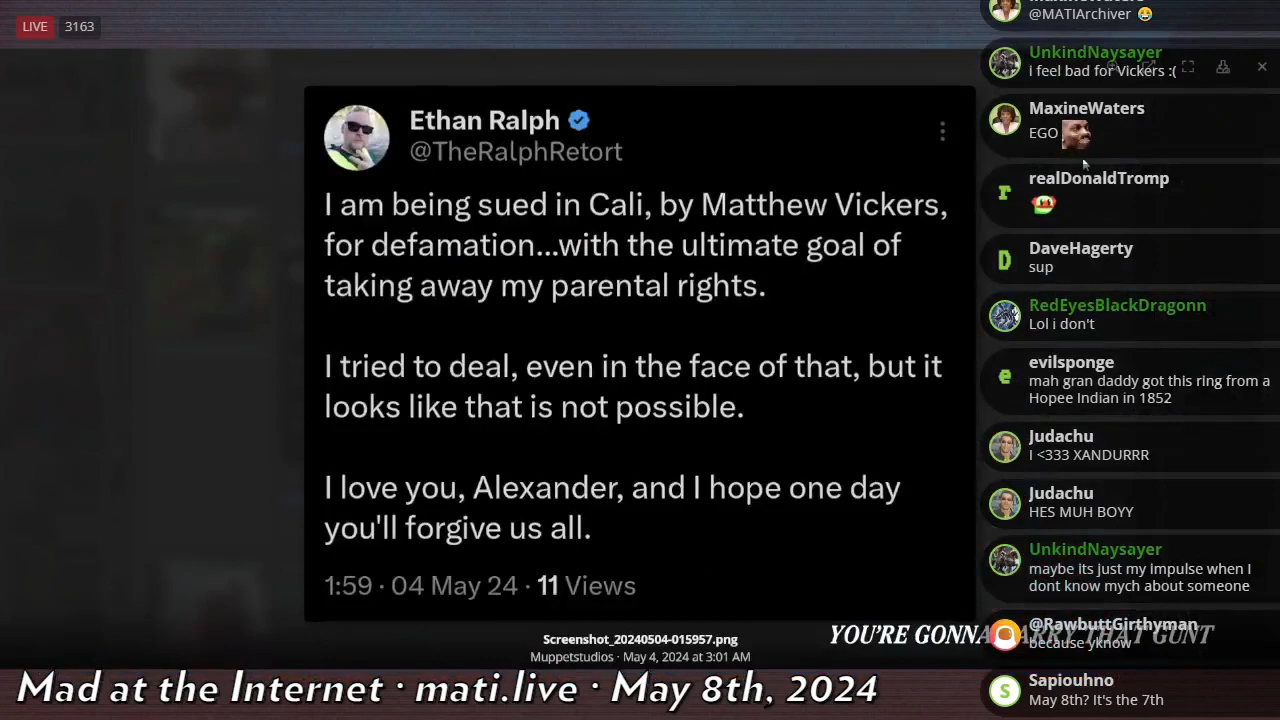 LIVE 3163
Ethan Ralph
@TheRalphRetort
I am being sued in Cali, by Matthew Vickers,
for defamation...with the ultimate goal of
taking away my parental rights.
I tried to deal, even in the face of that, but it
looks like that is not possible.
I love you, Alexander, and I hope one day
you'll forgive us all.
1:59 · 04 May 24 · 11 Views
Screenshot_20240504-015957.png
Muppetstudios · May 4, 2024 at 3:01 AM
YOU'RE GONNA CARRY THAT GUNT
@MATIArchiver 😂
UnkindNaysayer
i feel bad for Vickers :(
MaxineWaters
EGO
realDonaldTromp
DaveHagerty
sup
RedEyesBlackDragonn
Lol i don't
evilsponge
mah gran daddy got this ring from a
Hopee Indian in 1852
Judachu
I <333 XANDURRR
Judachu
HES MUH BOYY
UnkindNaysayer
maybe its just my impulse when I
dont know mych about someone
@RawbuttGirthyman
because yknow
Sapiouhno
May 8th? It's the 7th
Mad at the Internet · mati.live · May 8th, 2024